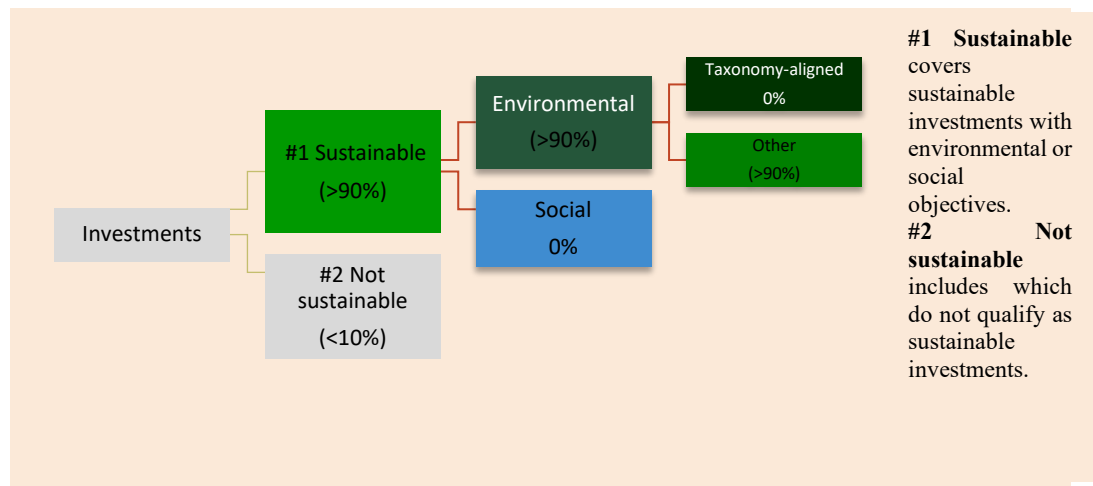 Investments
#1 Sustainable
(>90%)
#2 Not
sustainable
(<10%)
Environmental
(>90%)
Social
0%
Taxonomy-aligned
0%
Other
(>90%)
#1 Sustainable
covers
sustainable
investments with
environmental or
social
objectives.
#2 Not
sustainable
includes which
do not qualify as
sustainable
investments.